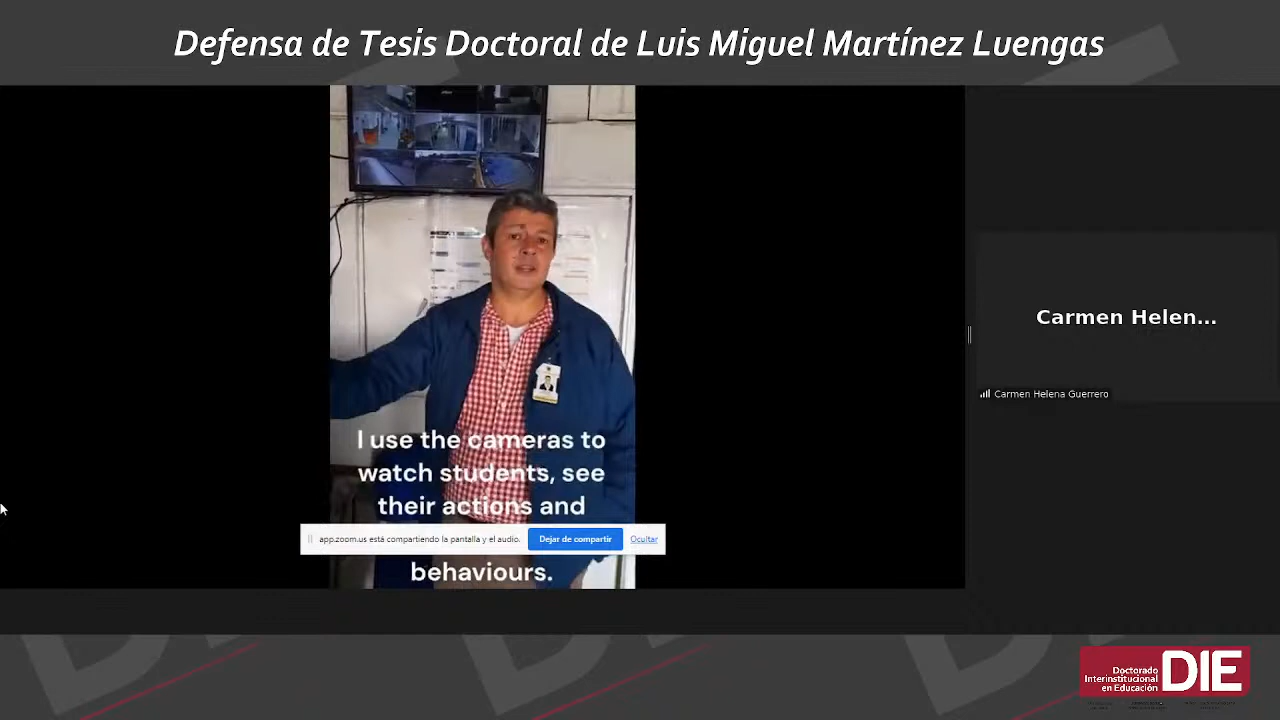 Defensa de Tesis Doctoral de Luis Miguel Martínez Luengas
Carmen Helen...
Carmen Helena Guerrero
I use the cameras to
watch students, see
their actions and
app.zoom.us está compartiendo la pantalla y el audio.
Dejar de compartir
Ocultar
behaviours.
Doctorado
Interinstitucional
en Educación
DIE